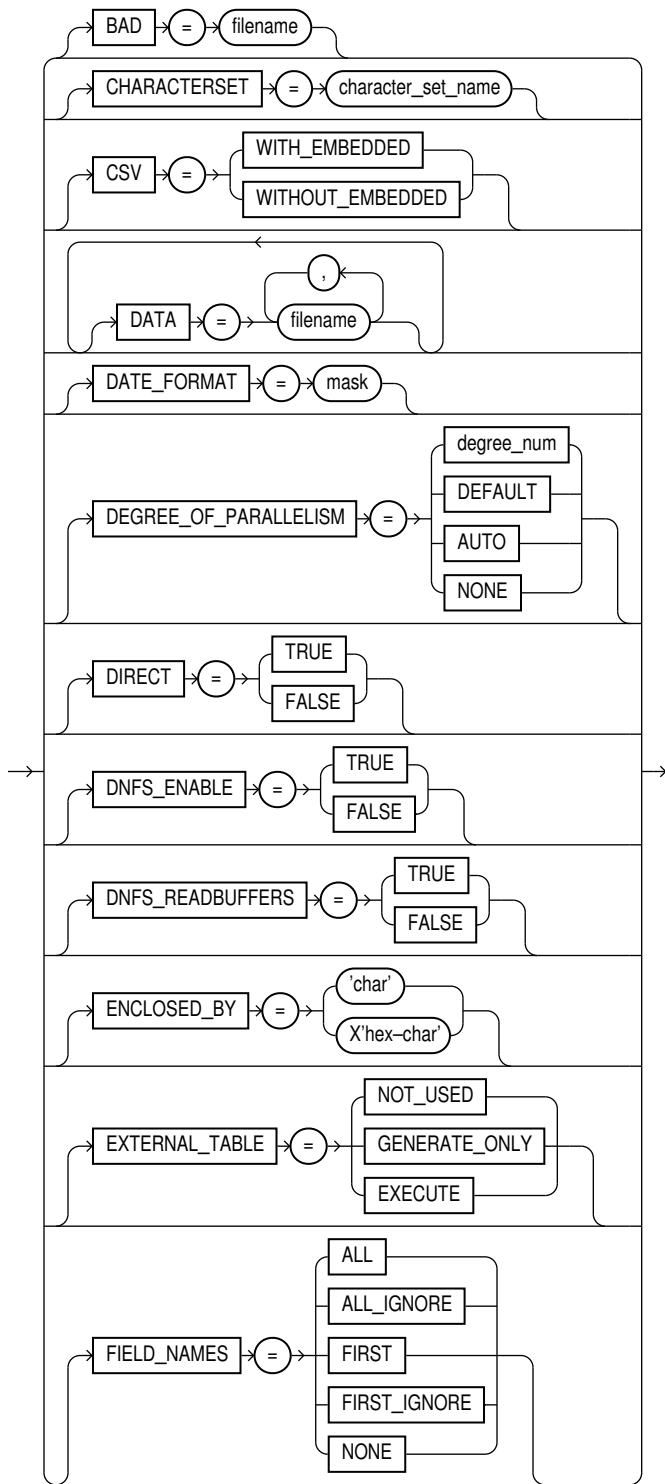 BAD = filename
CHARACTERSET = character_set_name
WITH_EMBEDDED
CSV =
WITHOUT_EMBEDDED
,
DATA = filename
DATE_FORMAT = mask
degree_num
DEFAULT
DEGREE_OF_PARALLELISM =
AUTO
NONE
TRUE
DIRECT =
FALSE
TRUE
DNFS_ENABLE =
FALSE
TRUE
DNFS_READBUFFERS =
FALSE
'char'
ENCLOSED_BY =
X'hex–char'
NOT_USED
EXTERNAL_TABLE = GENERATE_ONLY
EXECUTE
ALL
ALL_IGNORE
FIELD_NAMES = FIRST
FIRST_IGNORE
NONE